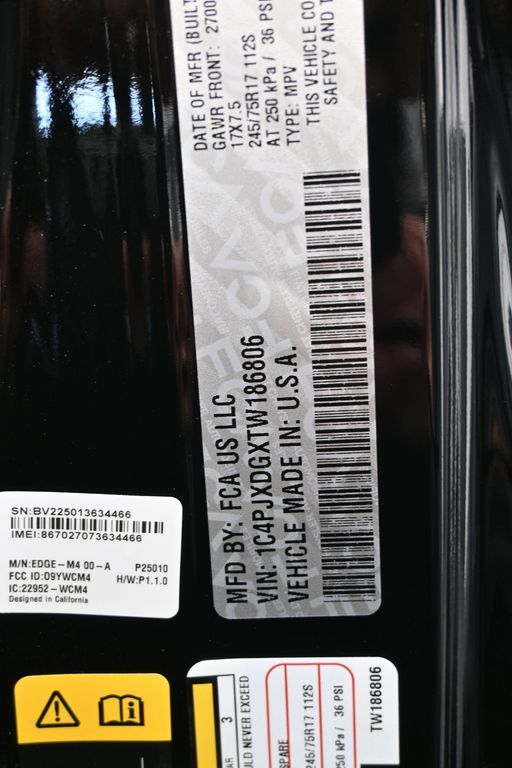 DATE OF MFR (BUILT
GAWR FRONT: 2700
17X7.5
245/75R17 112S
AT 250 kPa / 36 PSI
TYPE: MPV
THIS VEHICLE CO
SAFETY AND T
MFD BY: FCA US LLC
VIN: 1C4PJXDGXTW186806
VEHICLE MADE IN: U.S.A.
SN:BV225013634466
IMEI:867027073634466
M/N:EDGE-M4 00-A P25010
FCC ID:09YWCM4 H/W:P1.1.0
IC:22952-WCM4
Designed in California
3
ULD NEVER EXCEED
SPARE
245/75R17 112S
250 kPa / 36 PSI
TW186806